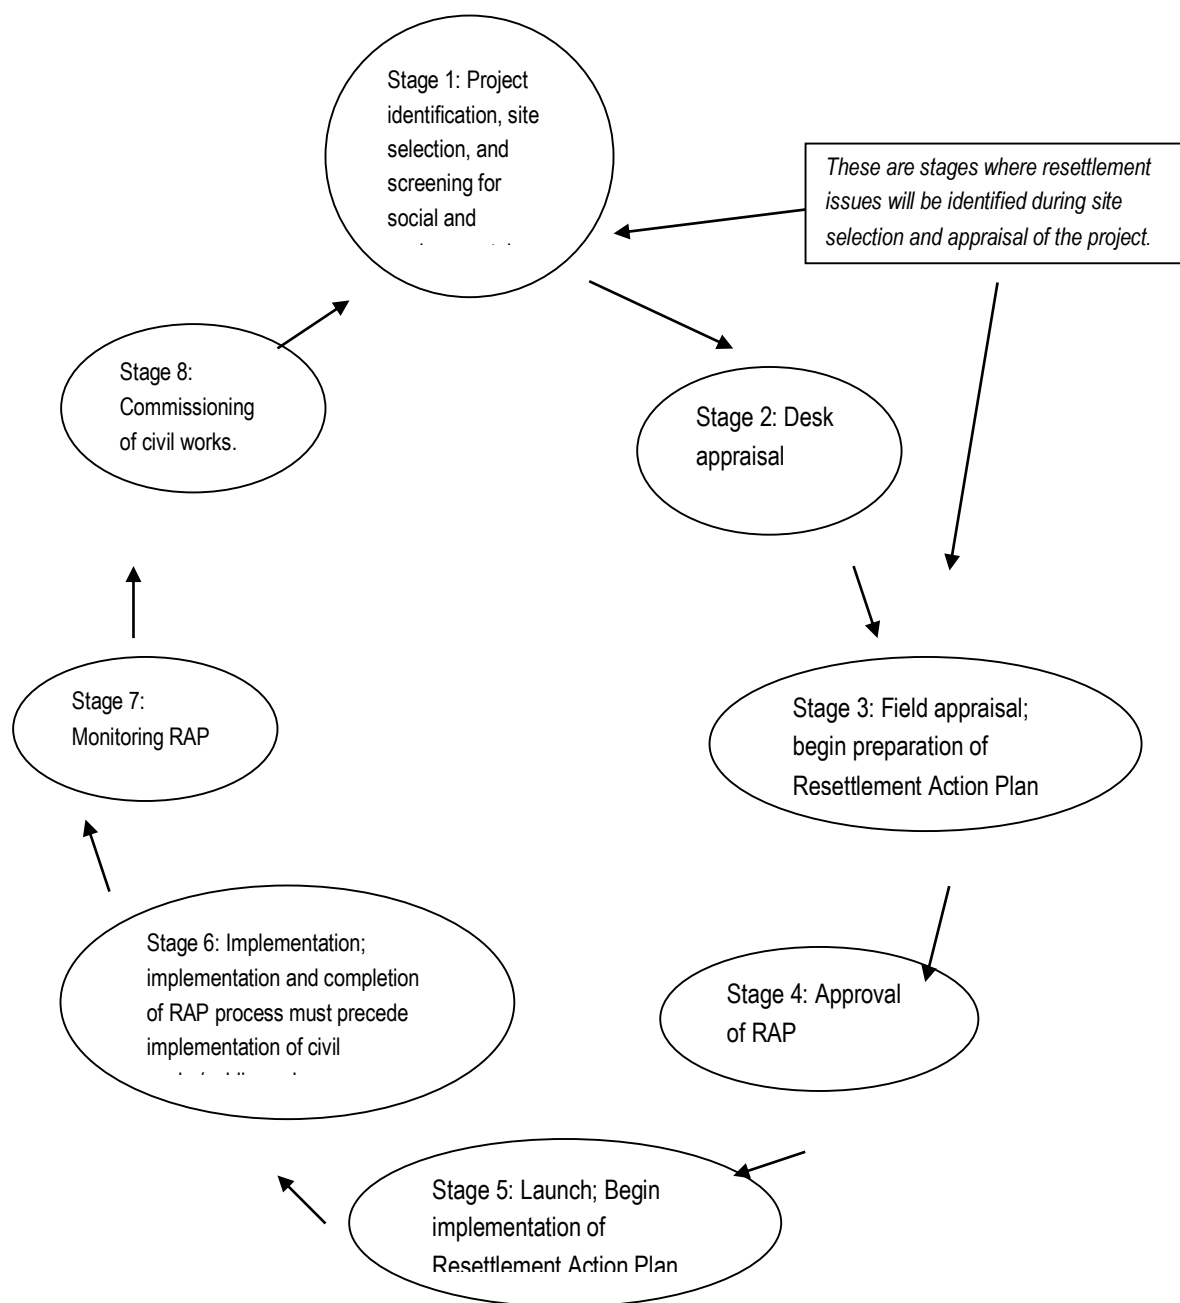 Stage 1: Project
identification, site
selection, and
screening for
social and
These are stages where resettlement
issues will be identified during site
selection and appraisal of the project.
Stage 2: Desk
appraisal
Stage 3: Field appraisal;
begin preparation of
Resettlement Action Plan
Stage 4: Approval
of RAP
Stage 5: Launch; Begin
implementation of
Resettlement Action Plan
Stage 6: Implementation;
implementation and completion
of RAP process must precede
implementation of civil
Stage 7:
Monitoring RAP
Stage 8:
Commissioning
of civil works.